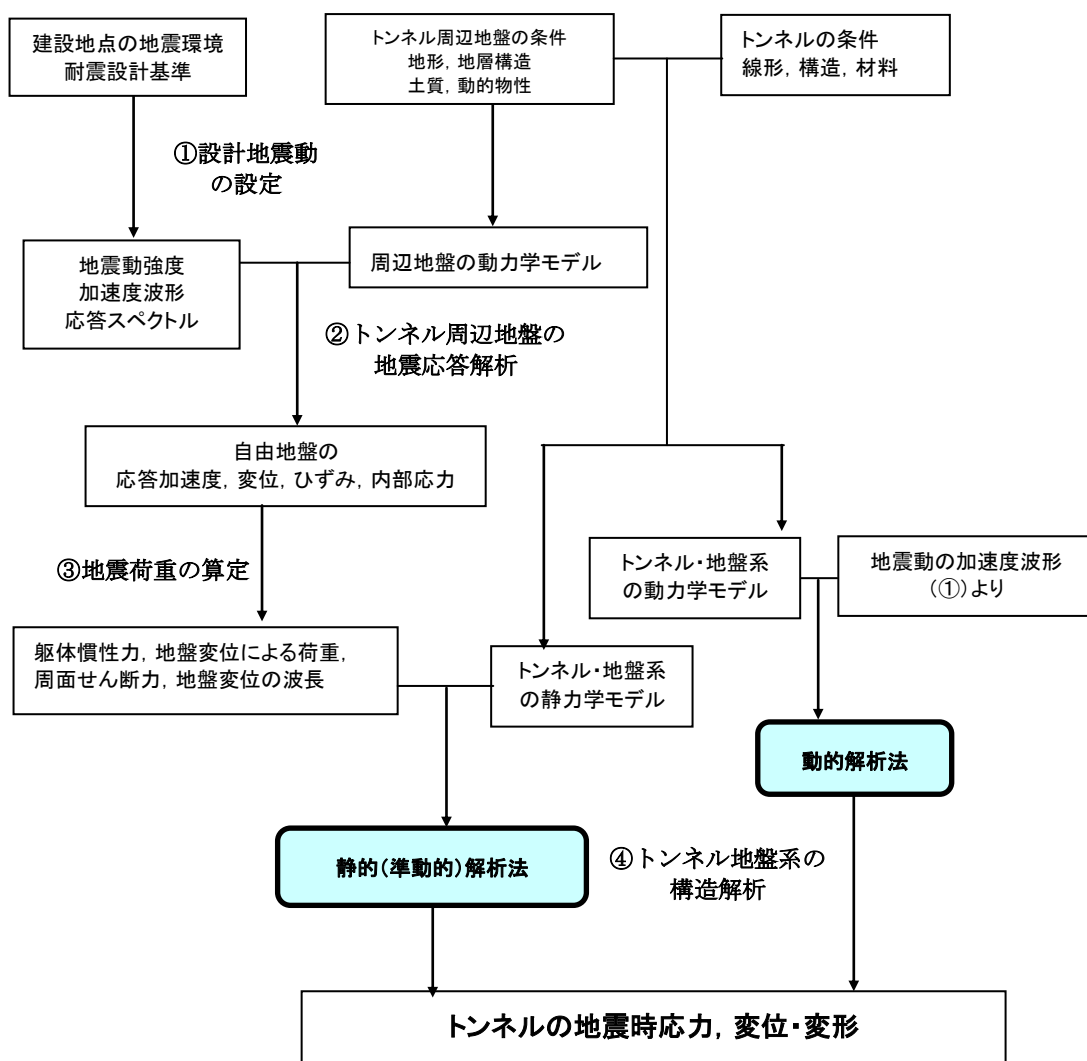 建設地点の地震環境
耐震設計基準
トンネル周辺地盤の条件
地形，地層構造
土質，動的物性
トンネルの条件
線形，構造，材料
①設計地震動
の設定
地震動強度
加速度波形
応答スペクトル
周辺地盤の動力学モデル
②トンネル周辺地盤の
地震応答解析
自由地盤の
応答加速度，変位，ひずみ，内部応力
③地震荷重の算定
トンネル・地盤系
の動力学モデル
地震動の加速度波形
（①）より
躯体慣性力，地盤変位による荷重，
周面せん断力，地盤変位の波長
トンネル・地盤系
の静力学モデル
動的解析法
静的（準動的）解析法
④トンネル地盤系の
構造解析
トンネルの地震時応力，変位・変形